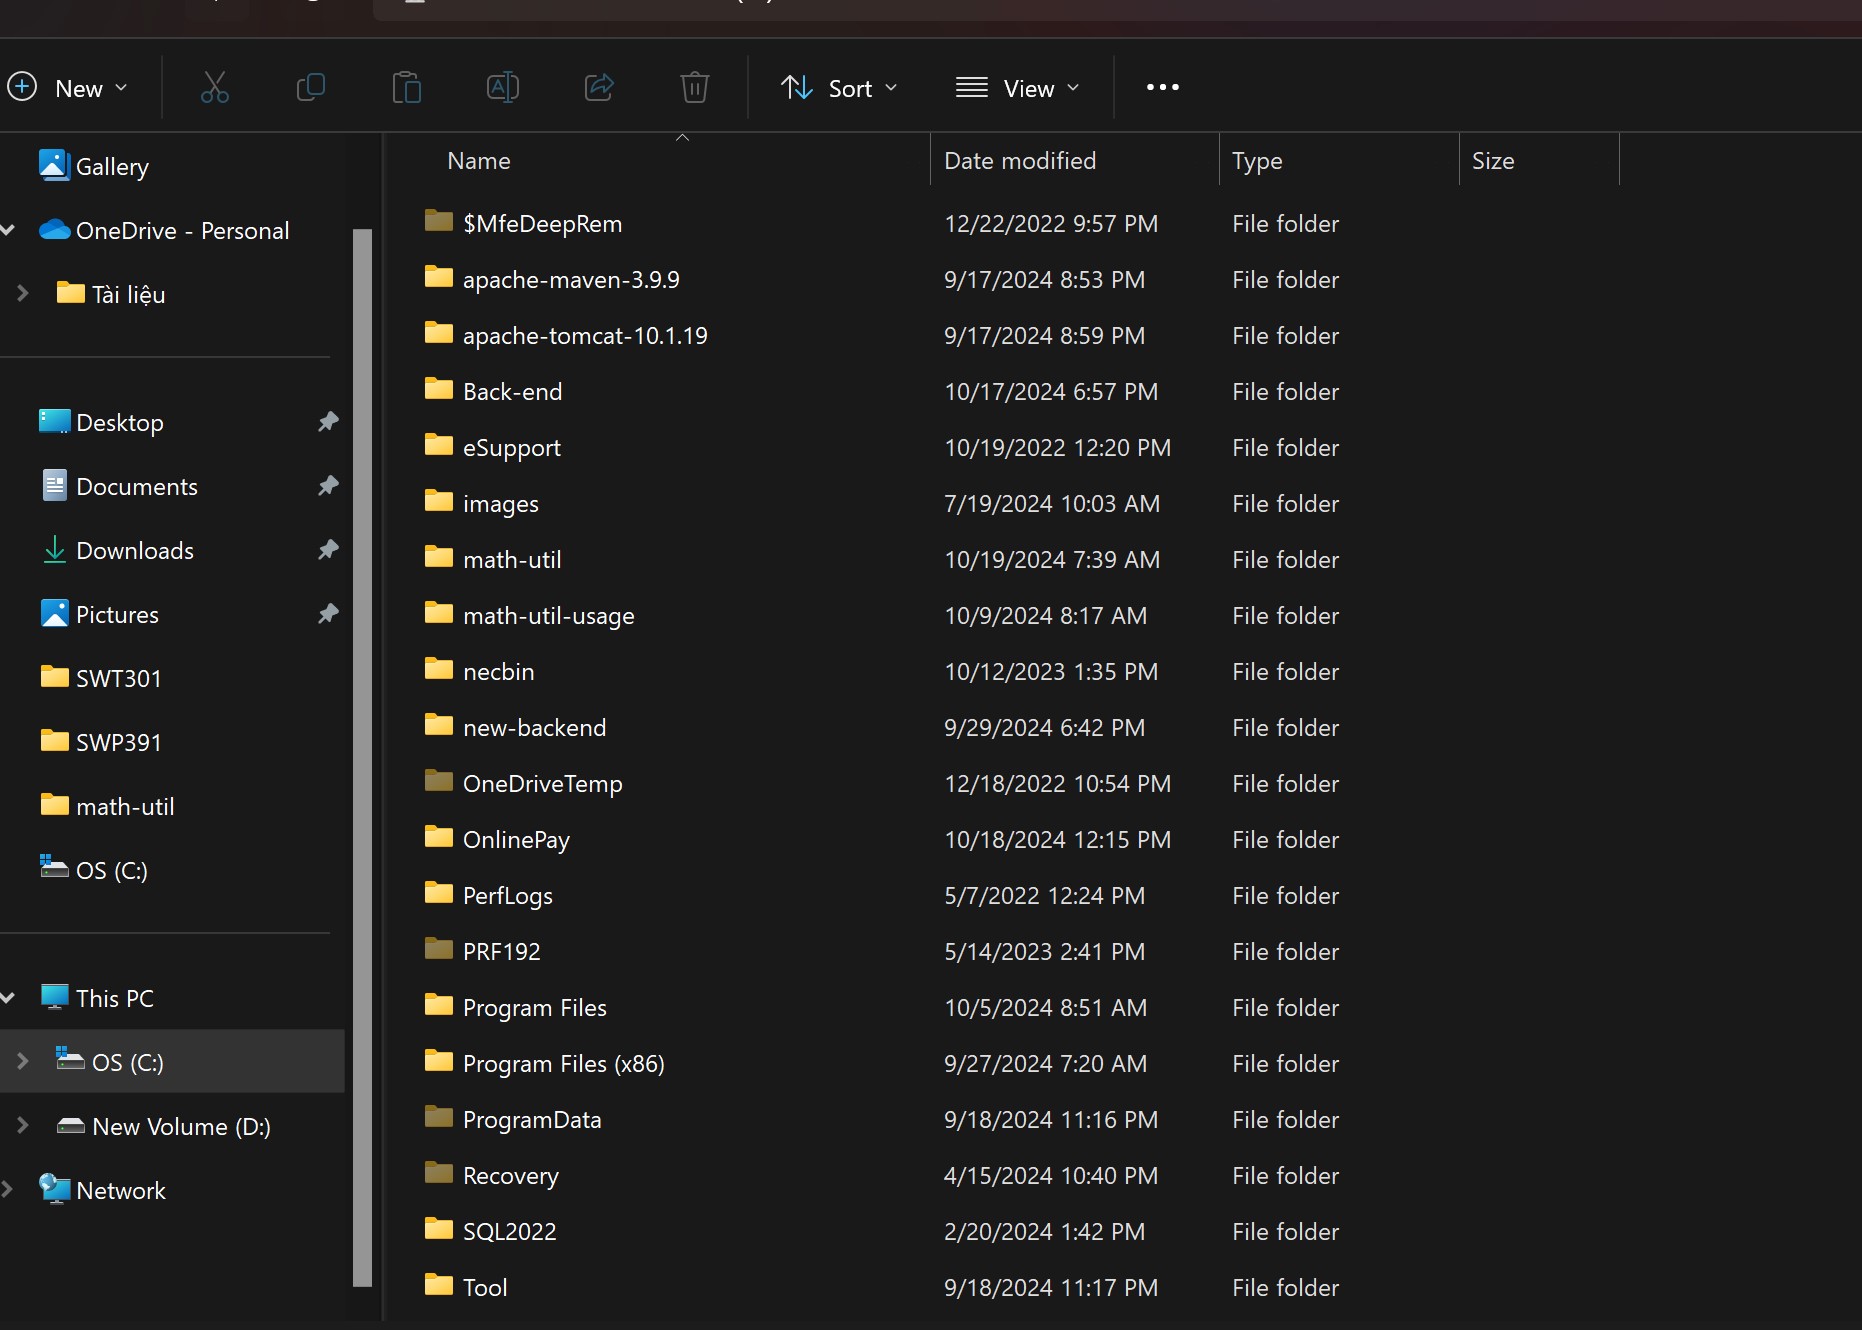 New
Sort
View
Gallery
OneDrive - Personal
Tài liệu
Desktop
Documents
Downloads
Pictures
SWT301
SWP391
math-util
OS (C:)
This PC
OS (C:)
New Volume (D:)
Network
Name Date modified Type Size
$MfeDeepRem 12/22/2022 9:57 PM File folder
apache-maven-3.9.9 9/17/2024 8:53 PM File folder
apache-tomcat-10.1.19 9/17/2024 8:59 PM File folder
Back-end 10/17/2024 6:57 PM File folder
eSupport 10/19/2022 12:20 PM File folder
images 7/19/2024 10:03 AM File folder
math-util 10/19/2024 7:39 AM File folder
math-util-usage 10/9/2024 8:17 AM File folder
necbin 10/12/2023 1:35 PM File folder
new-backend 9/29/2024 6:42 PM File folder
OneDriveTemp 12/18/2022 10:54 PM File folder
OnlinePay 10/18/2024 12:15 PM File folder
PerfLogs 5/7/2022 12:24 PM File folder
PRF192 5/14/2023 2:41 PM File folder
Program Files 10/5/2024 8:51 AM File folder
Program Files (x86) 9/27/2024 7:20 AM File folder
ProgramData 9/18/2024 11:16 PM File folder
Recovery 4/15/2024 10:40 PM File folder
SQL2022 2/20/2024 1:42 PM File folder
Tool 9/18/2024 11:17 PM File folder